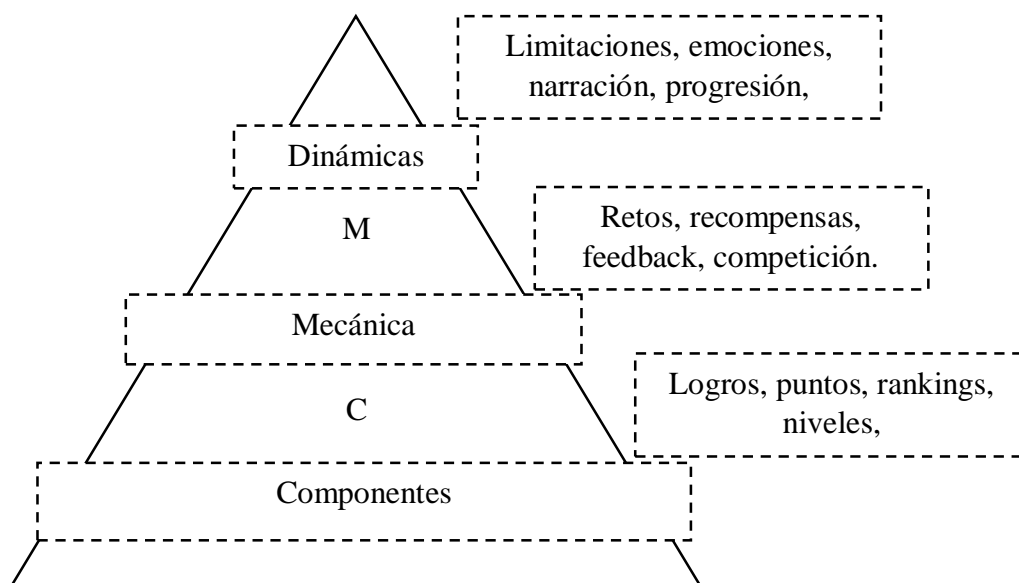 Limitaciones, emociones,
narración, progresión,
Dinámicas
M
Retos, recompensas,
feedback, competición.
Mecánica
C
Logros, puntos, rankings,
niveles,
Componentes